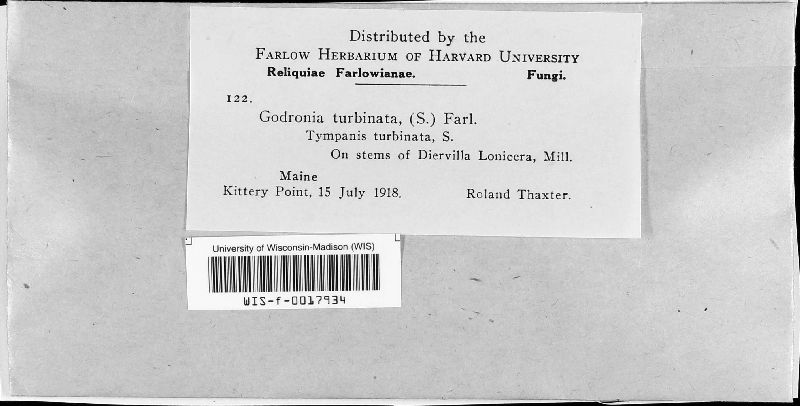 Distributed by the
FARLOW HERBARIUM OF HARVARD UNIVERSITY
Reliquiae Farlowianae. Fungi.
122.
Godronia turbinata, (S.) Farl.
Tympanis turbinata, S.
On stems of Diervilla Lonicera, Mill.
Maine
Kittery Point, 15 July 1918. Roland Thaxter.
University of Wisconsin-Madison (WIS)
WIS-f-0017934